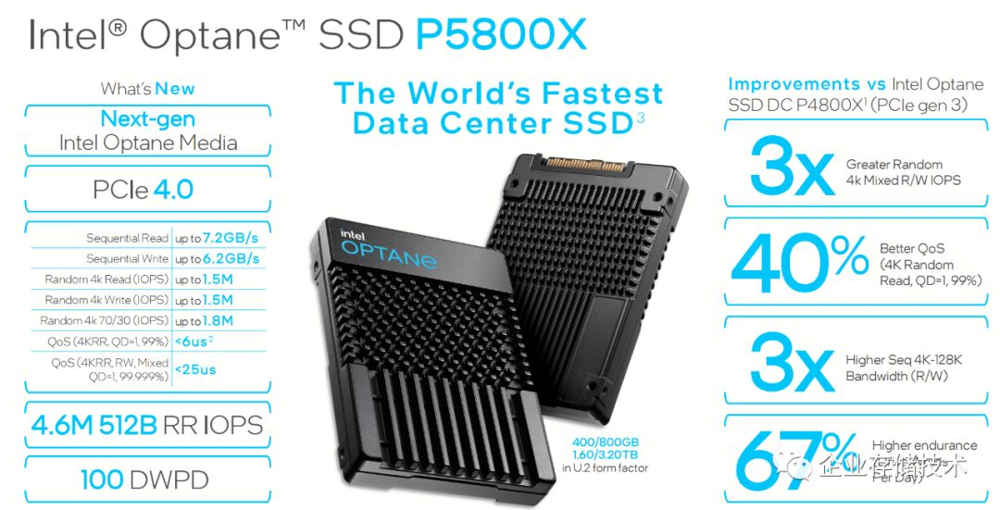 Intel® Optane™ SSD P5800X
What's New
Next-gen
Intel Optane Media
PCIe 4.0
Sequential Read up to 7.2GB/s
Sequential Write up to 6.2GB/s
Random 4k Read (IOPS) up to 1.5M
Random 4k Write (IOPS) up to 1.5M
Random 4k 70/30 (IOPS) up to 1.8M
QoS (4KRR, QD=1, 99%) <6us²
QoS (4KRR, RW, Mixed
QD=1, 99.999%) <25us
4.6M 512B RR IOPS
100 DWPD
The World's Fastest
Data Center SSD³
intel
OPTANE
400/800GB
1.60/3.20TB
in U.2 form factor
Improvements vs Intel Optane
SSD DC P4800X¹ (PCIe gen 3)
3x
Greater Random
4k Mixed R/W IOPS
40%
Better QoS
(4K Random
Read, QD=1, 99%)
3x
Higher Seq 4K-128K
Bandwidth (R/W)
67%
Higher endurance
Per Day)
企业存储技术